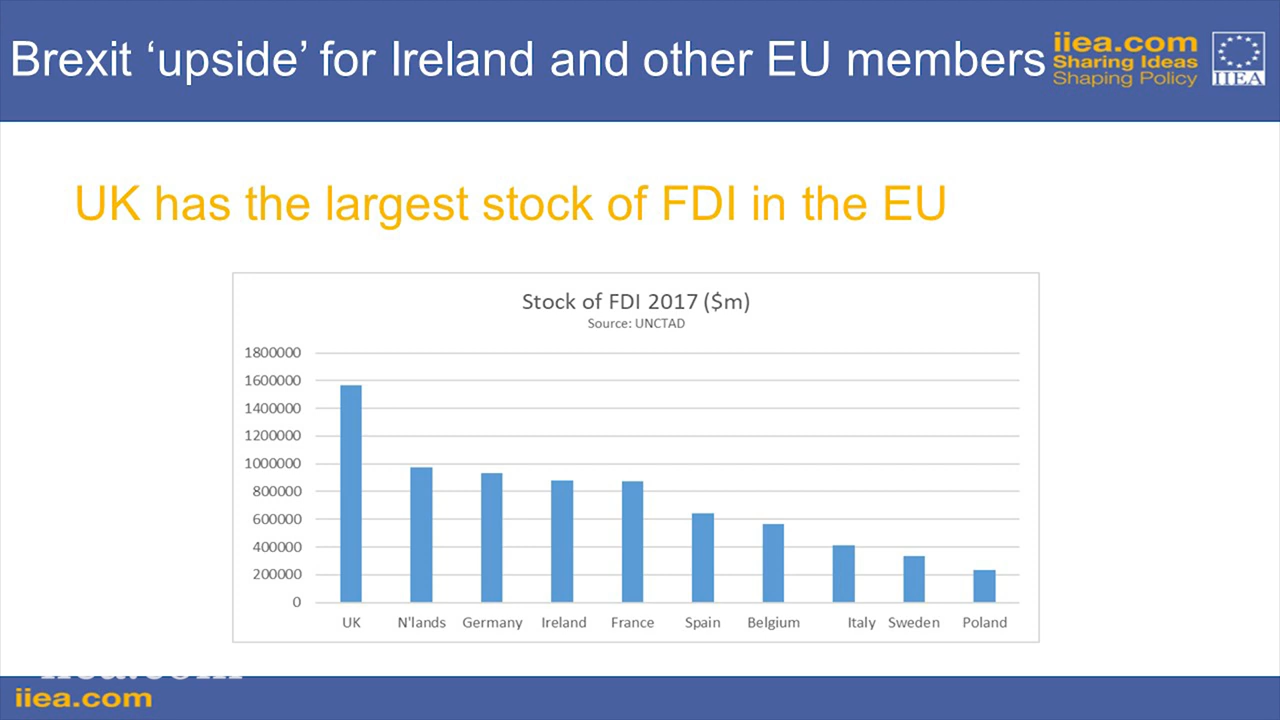 Brexit ‘upside’ for Ireland and other EU members
iiea.com
Sharing Ideas
Shaping Policy
IIEA
UK has the largest stock of FDI in the EU
Stock of FDI 2017 ($m)
Source: UNCTAD
1800000
1600000
1400000
1200000
1000000
800000
600000
400000
200000
0
UK N'lands Germany Ireland France Spain Belgium Italy Sweden Poland
iiea.com
iiea.com